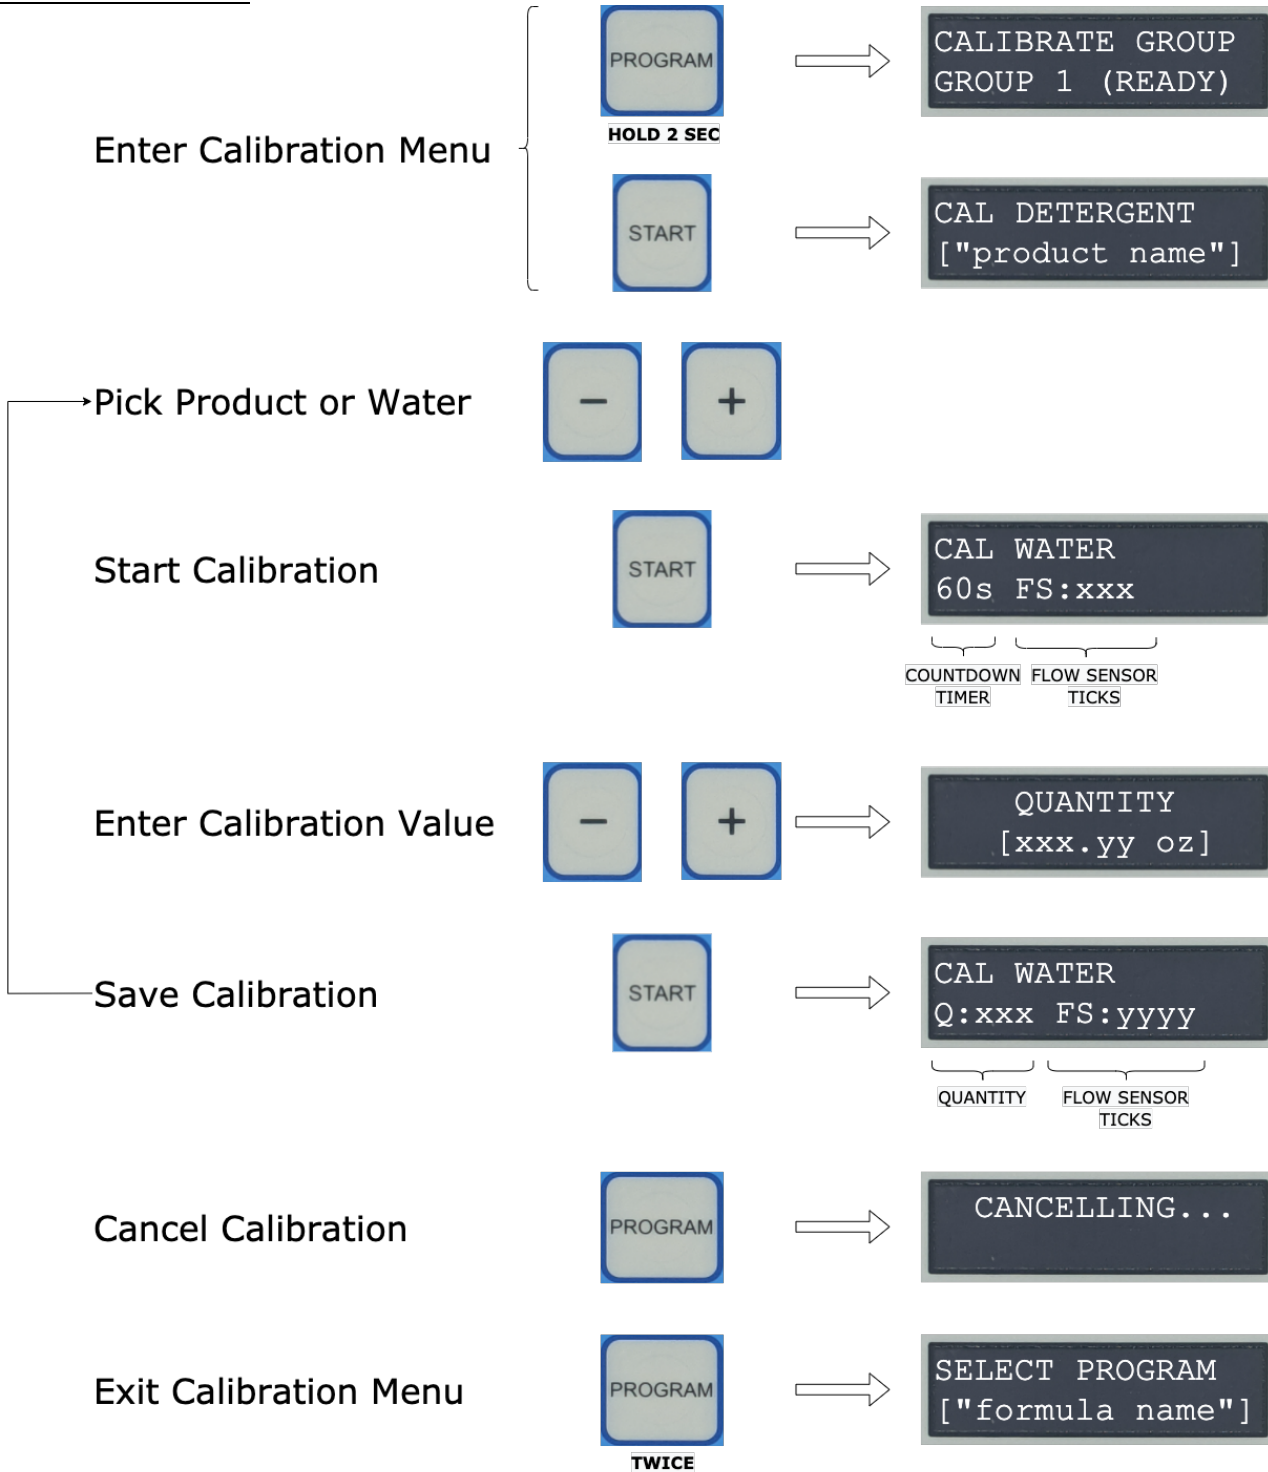 PROGRAM
CALIBRATE GROUP
GROUP 1 (READY)
HOLD 2 SEC
Enter Calibration Menu
START
CAL DETERGENT
["product name"]
Pick Product or Water
−
+
Start Calibration
START
CAL WATER
60s FS:xxx
COUNTDOWN
TIMER
FLOW SENSOR
TICKS
Enter Calibration Value
−
+
QUANTITY
[xxx.yy oz]
Save Calibration
START
CAL WATER
Q:xxx FS:yyyy
QUANTITY
FLOW SENSOR
TICKS
Cancel Calibration
PROGRAM
CANCELLING...
Exit Calibration Menu
PROGRAM
SELECT PROGRAM
["formula name"]
TWICE